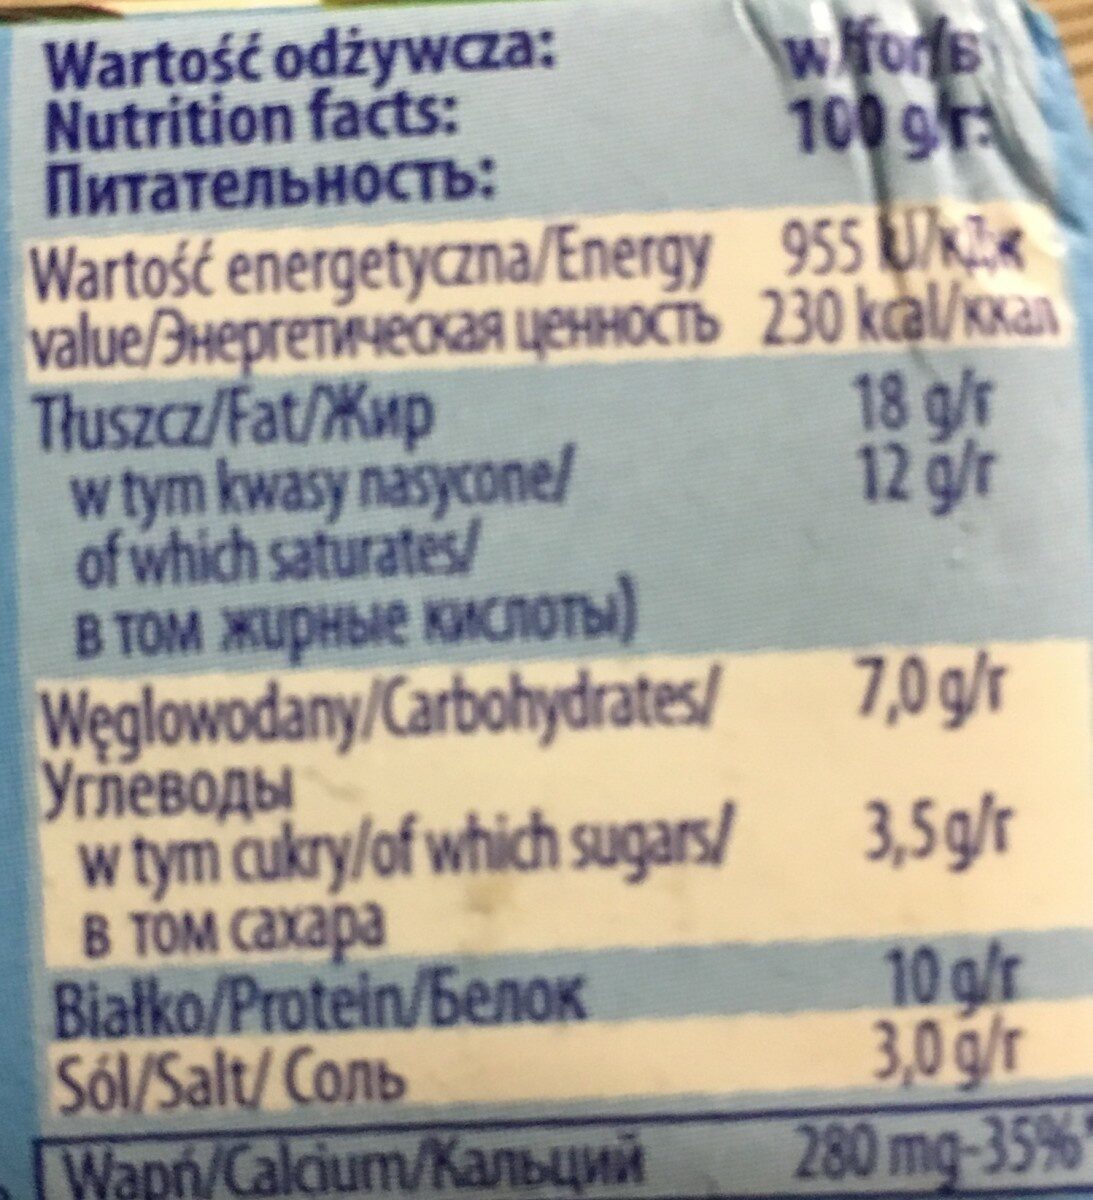 Wartość odżywcza: w/for/в
Nutrition facts: 100 g/г:
Питательность:
Wartość energetyczna/Energy 955 kJ/кДж
value/Энергетическая ценность 230 kcal/ккал
Tłuszcz/Fat/Жир 18 g/г
w tym kwasy nasycone/ 12 g/г
of which saturates/
в том жирные кислоты)
Węglowodany/Carbohydrates/ 7,0 g/г
Углеводы
w tym cukry/of which sugars/ 3,5 g/г
в том сахара
Białko/Protein/Белок 10 g/г
Sól/Salt/ Соль 3,0 g/г
Wapń/Calcium/Кальций 280 mg-35%*